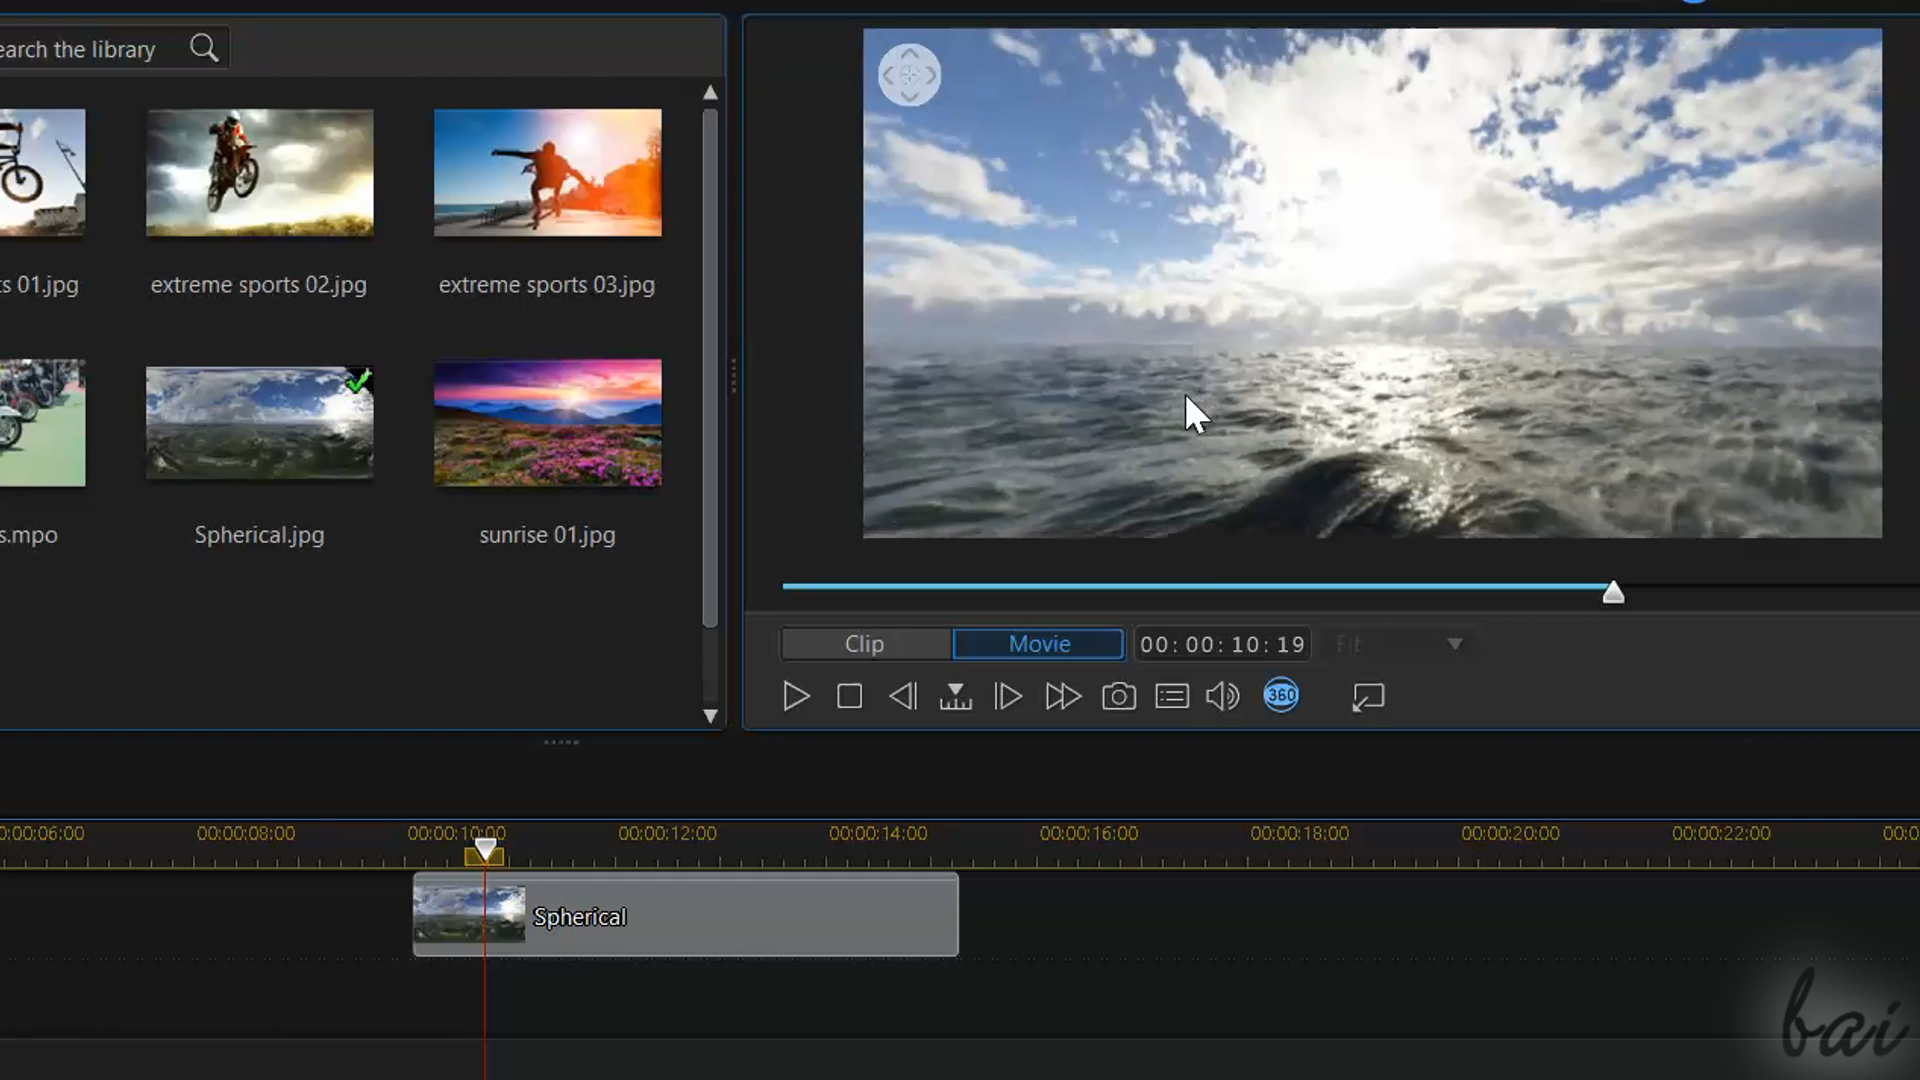 earch the library
ts 01.jpg
extreme sports 02.jpg
extreme sports 03.jpg
s.mpo
Spherical.jpg
sunrise 01.jpg
Clip
Movie
00:00:10:19
Fit
360
0:00:06:00
00:00:08:00
00:00:10:00
00:00:12:00
00:00:14:00
00:00:16:00
00:00:18:00
00:00:20:00
00:00:22:00
00:0
Spherical
bai